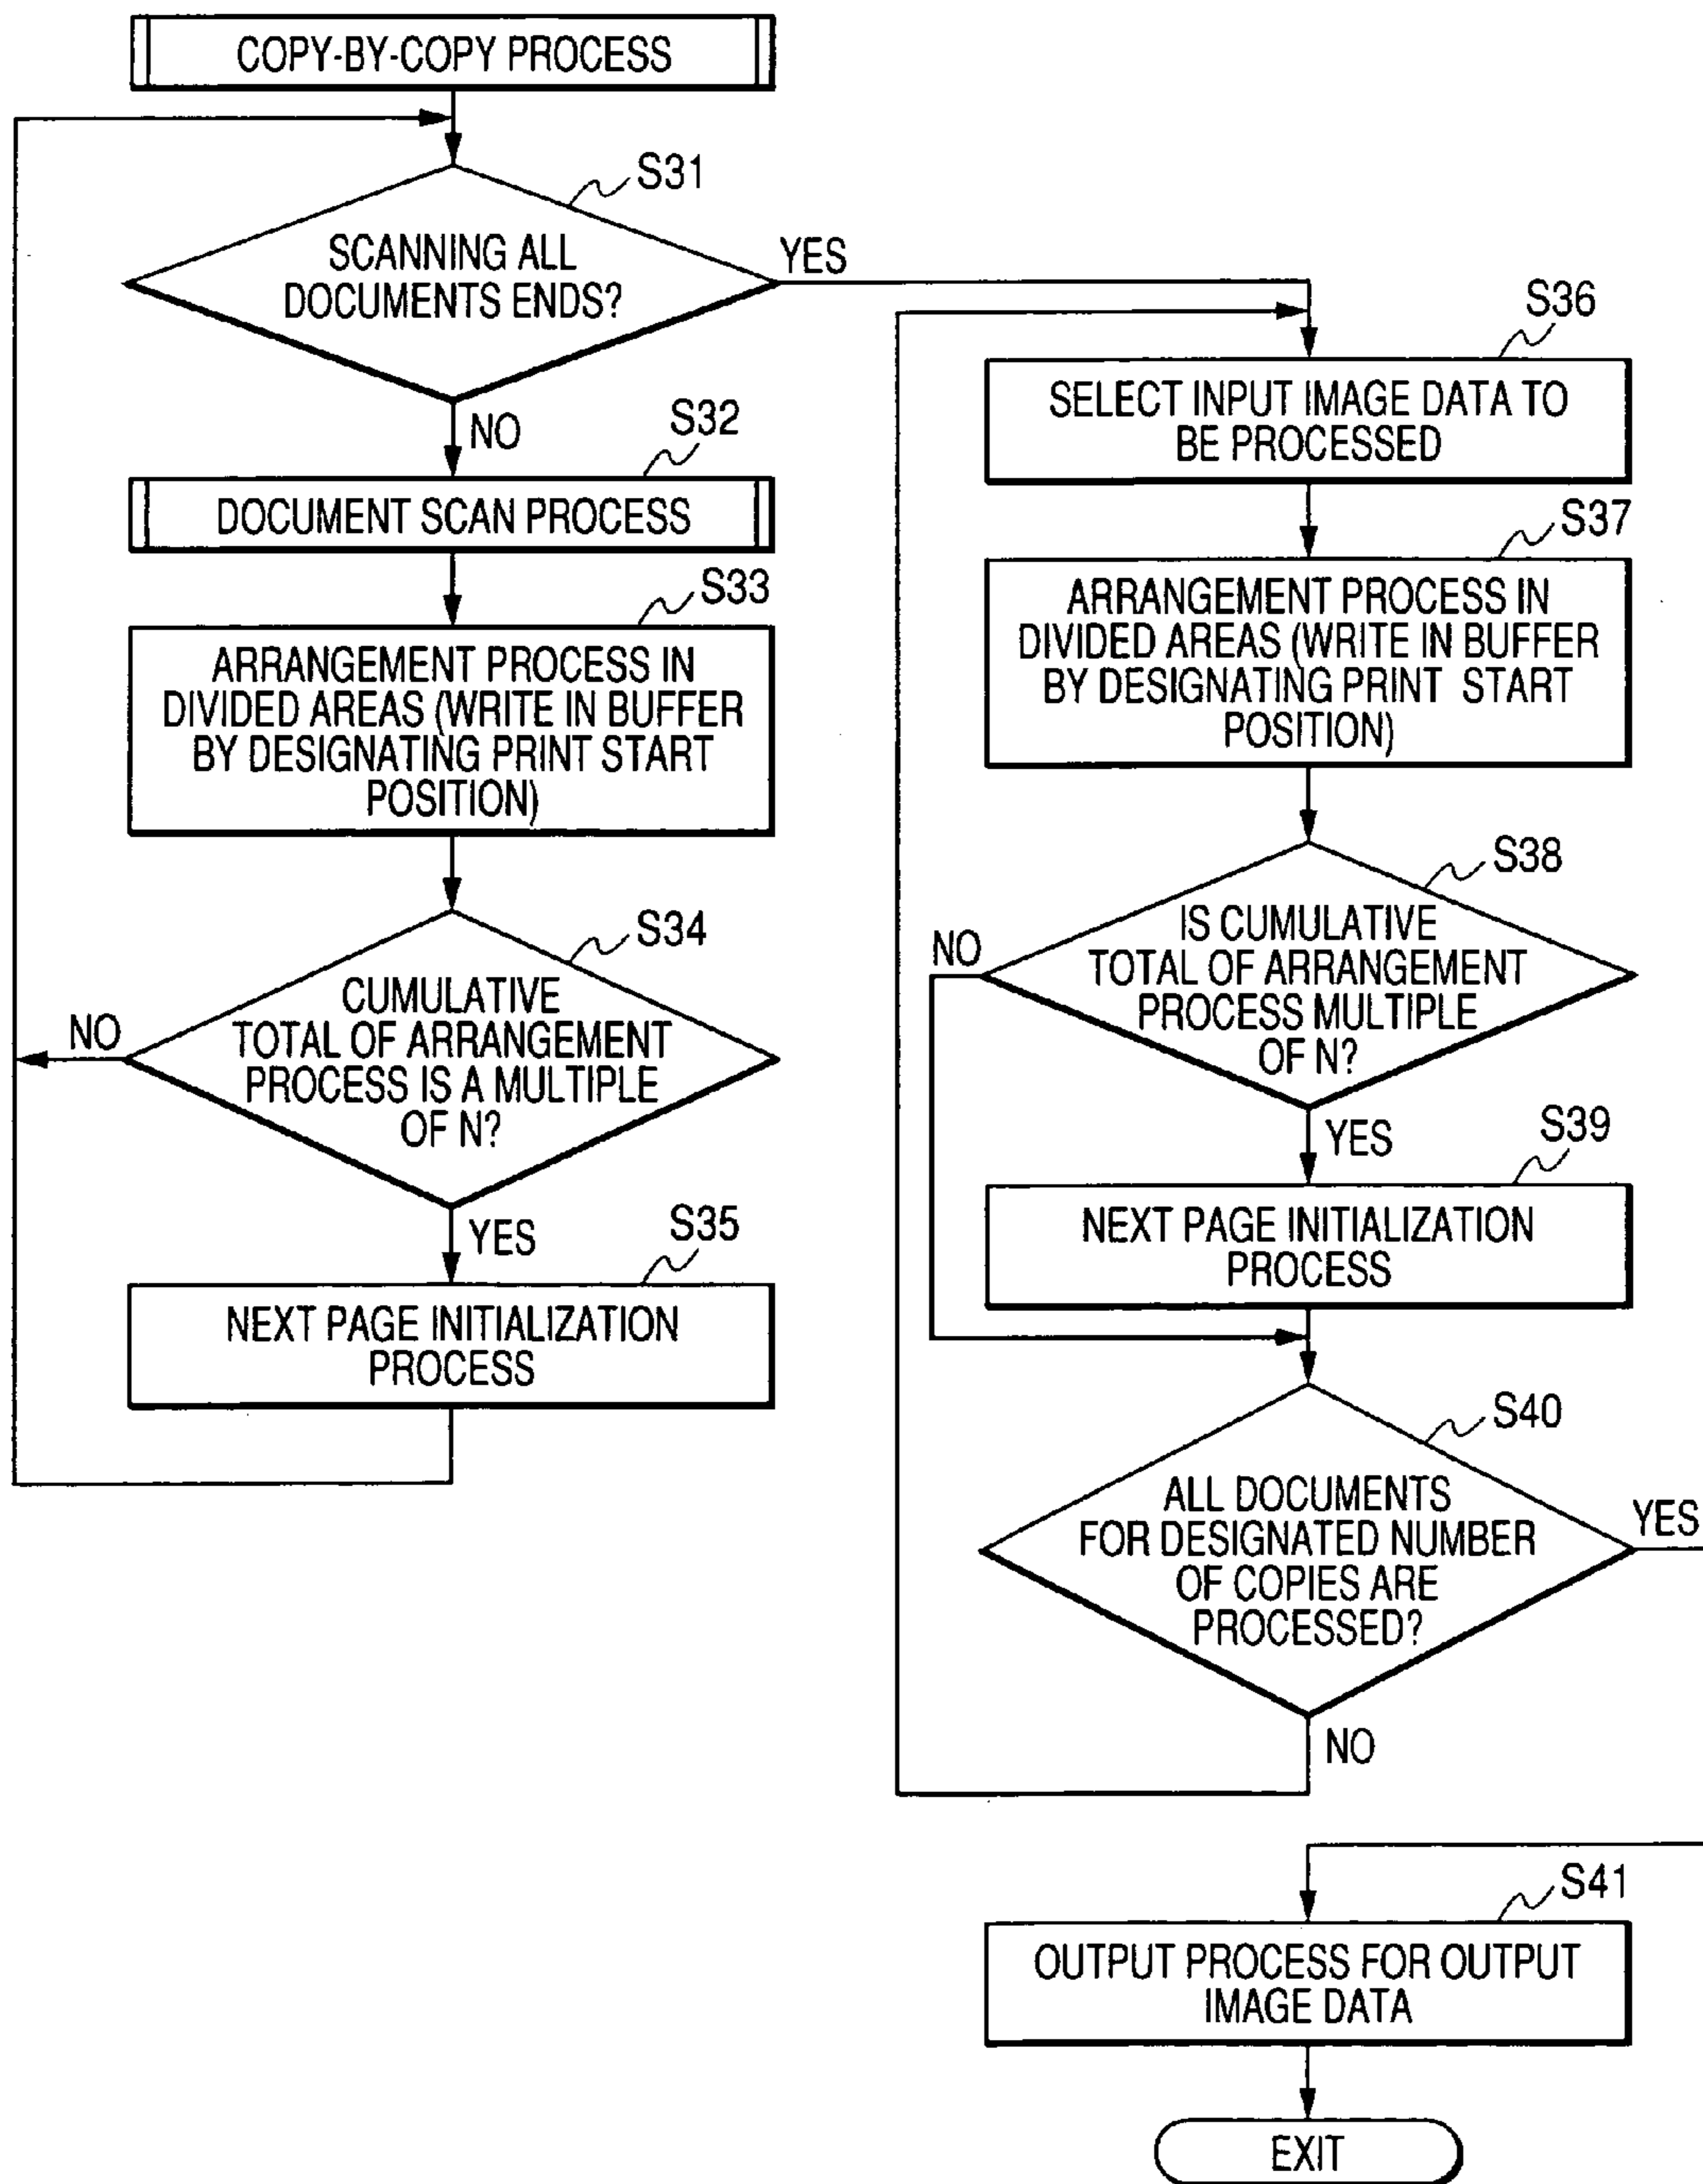 COPY-BY-COPY PROCESS
S31
SCANNING ALL
DOCUMENTS ENDS?
YES
NO
S32
DOCUMENT SCAN PROCESS
S33
ARRANGEMENT PROCESS IN
DIVIDED AREAS (WRITE IN BUFFER
BY DESIGNATING PRINT START
POSITION)
S34
CUMULATIVE
TOTAL OF ARRANGEMENT
PROCESS IS A MULTIPLE
OF N?
NO
YES
S35
NEXT PAGE INITIALIZATION
PROCESS
S36
SELECT INPUT IMAGE DATA TO
BE PROCESSED
S37
ARRANGEMENT PROCESS IN
DIVIDED AREAS (WRITE IN BUFFER
BY DESIGNATING PRINT START
POSITION)
S38
IS CUMULATIVE
TOTAL OF ARRANGEMENT
PROCESS MULTIPLE
OF N?
NO
YES
S39
NEXT PAGE INITIALIZATION
PROCESS
S40
ALL DOCUMENTS
FOR DESIGNATED NUMBER
OF COPIES ARE
PROCESSED?
YES
NO
S41
OUTPUT PROCESS FOR OUTPUT
IMAGE DATA
EXIT